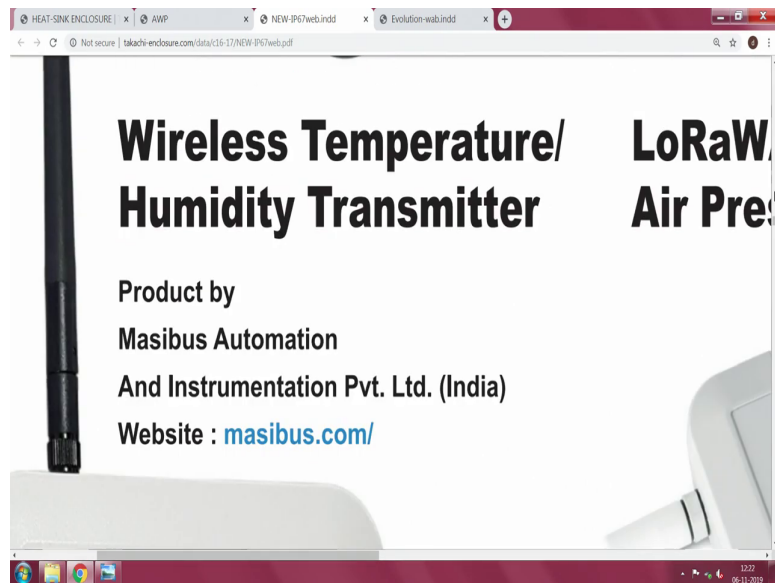 HEAT-SINK ENCLOSURE |
AWP
NEW-IP67web.indd
Evolution-wab.indd
Not secure | takachi-enclosure.com/data/c16-17/NEW-IP67web.pdf
Wireless Temperature/
Humidity Transmitter
LoRaW
Air Pre
Product by
Masibus Automation
And Instrumentation Pvt. Ltd. (India)
Website : masibus.com/
12:22
06-11-2019